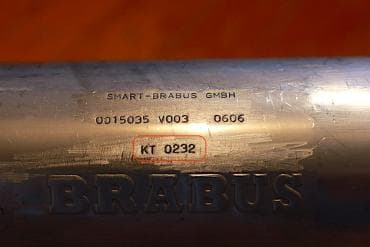 SMART-BRABUS GMBH
0015035 V003 0606
KT 0232
BRABUS